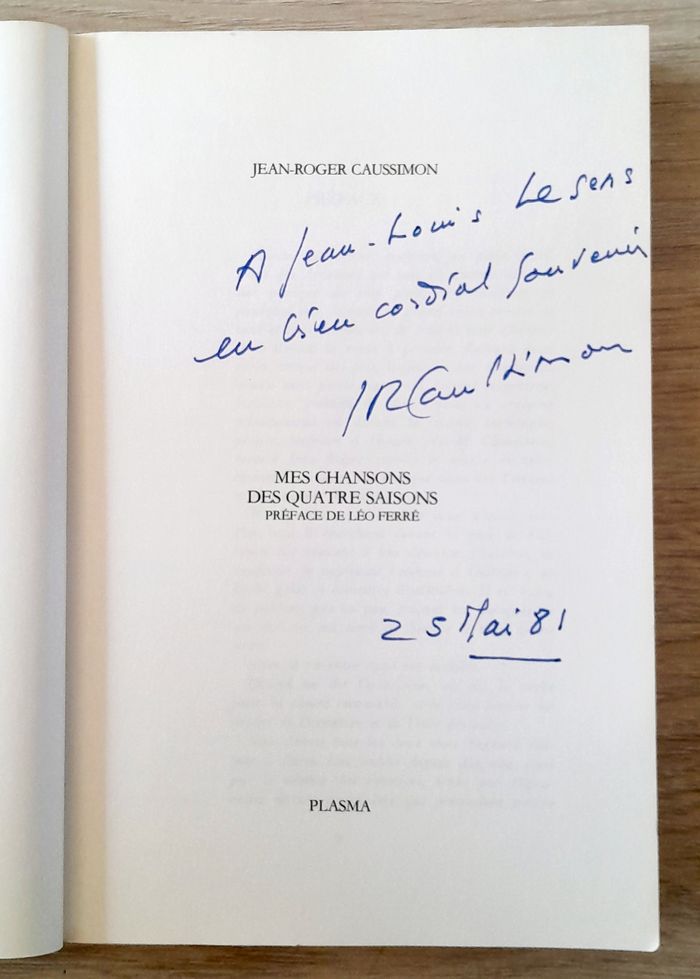 JEAN-ROGER CAUSSIMON
A Jean-Louis Lesens
en bien cordial souvenir
JRCaussimon
MES CHANSONS
DES QUATRE SAISONS
PRÉFACE DE LÉO FERRÉ
25 Mai 81
PLASMA